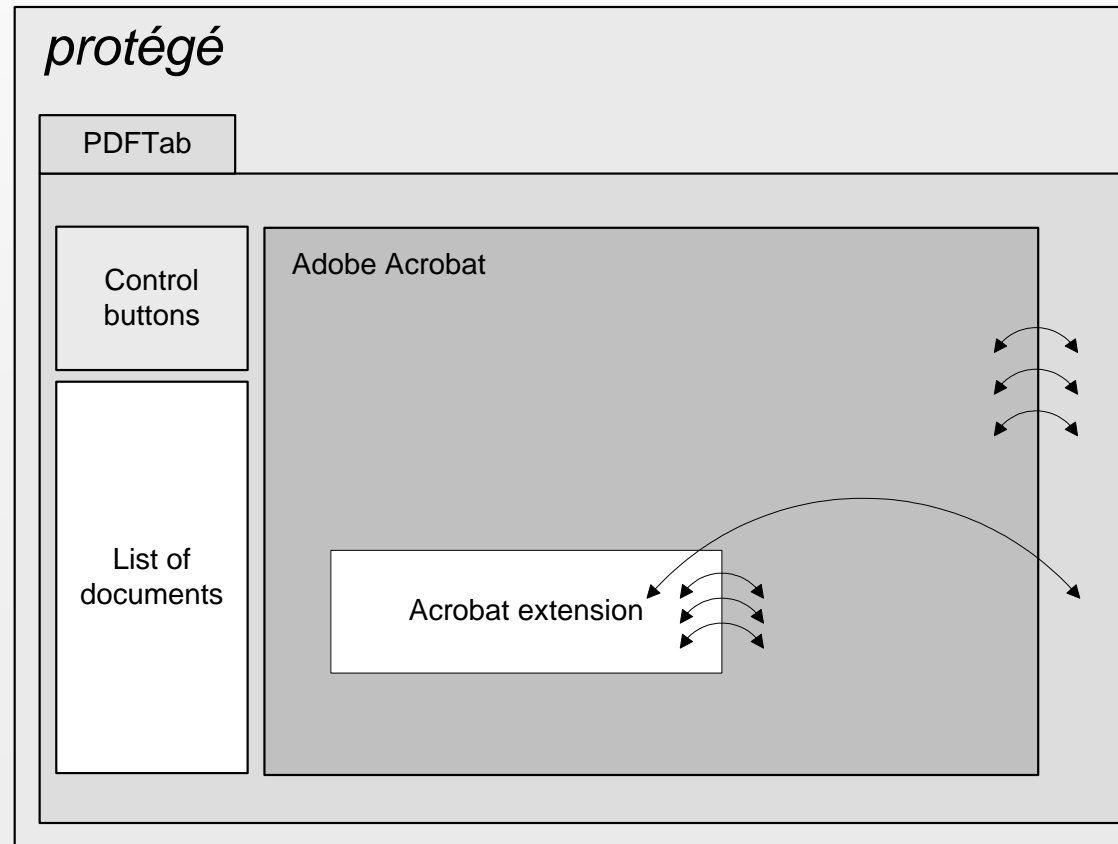 protégé
PDFTab
Control
buttons
Adobe Acrobat
List of
documents
Acrobat extension